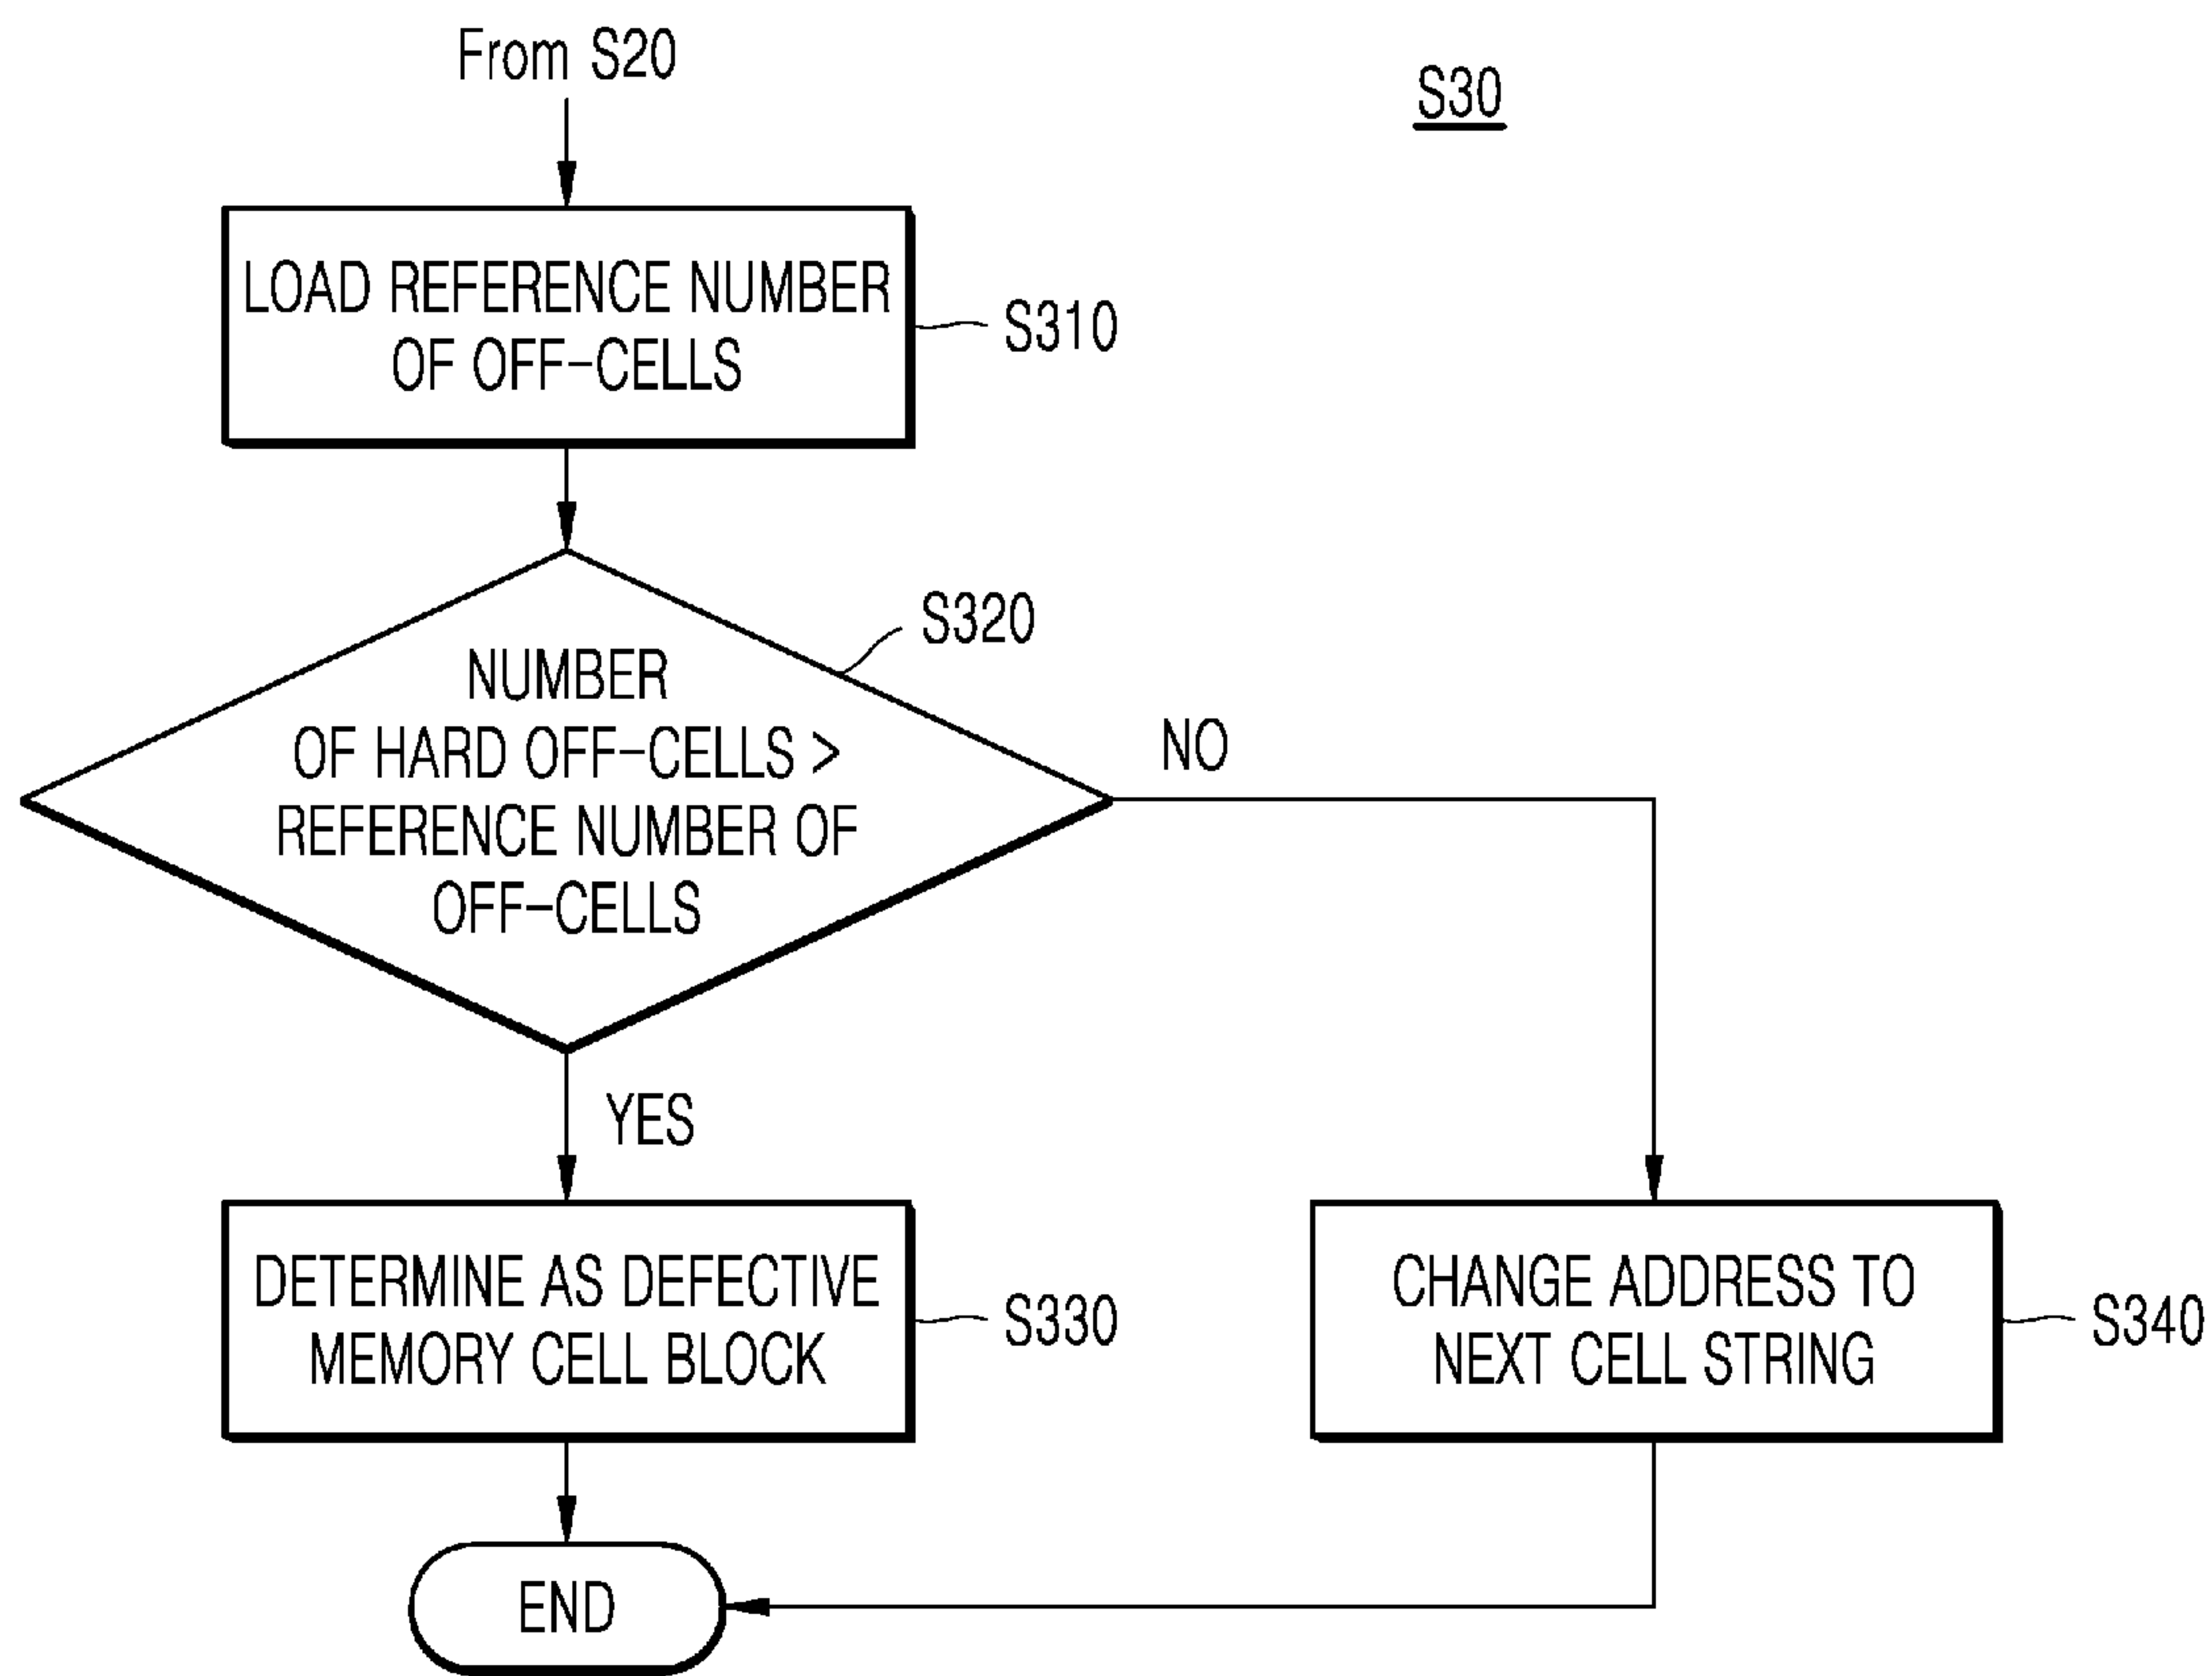 From S20
S30
LOAD REFERENCE NUMBER
OF OFF-CELLS
S310
S320
NUMBER
OF HARD OFF-CELLS >
REFERENCE NUMBER OF
OFF-CELLS
NO
YES
DETERMINE AS DEFECTIVE
MEMORY CELL BLOCK
S330
CHANGE ADDRESS TO
NEXT CELL STRING
S340
END